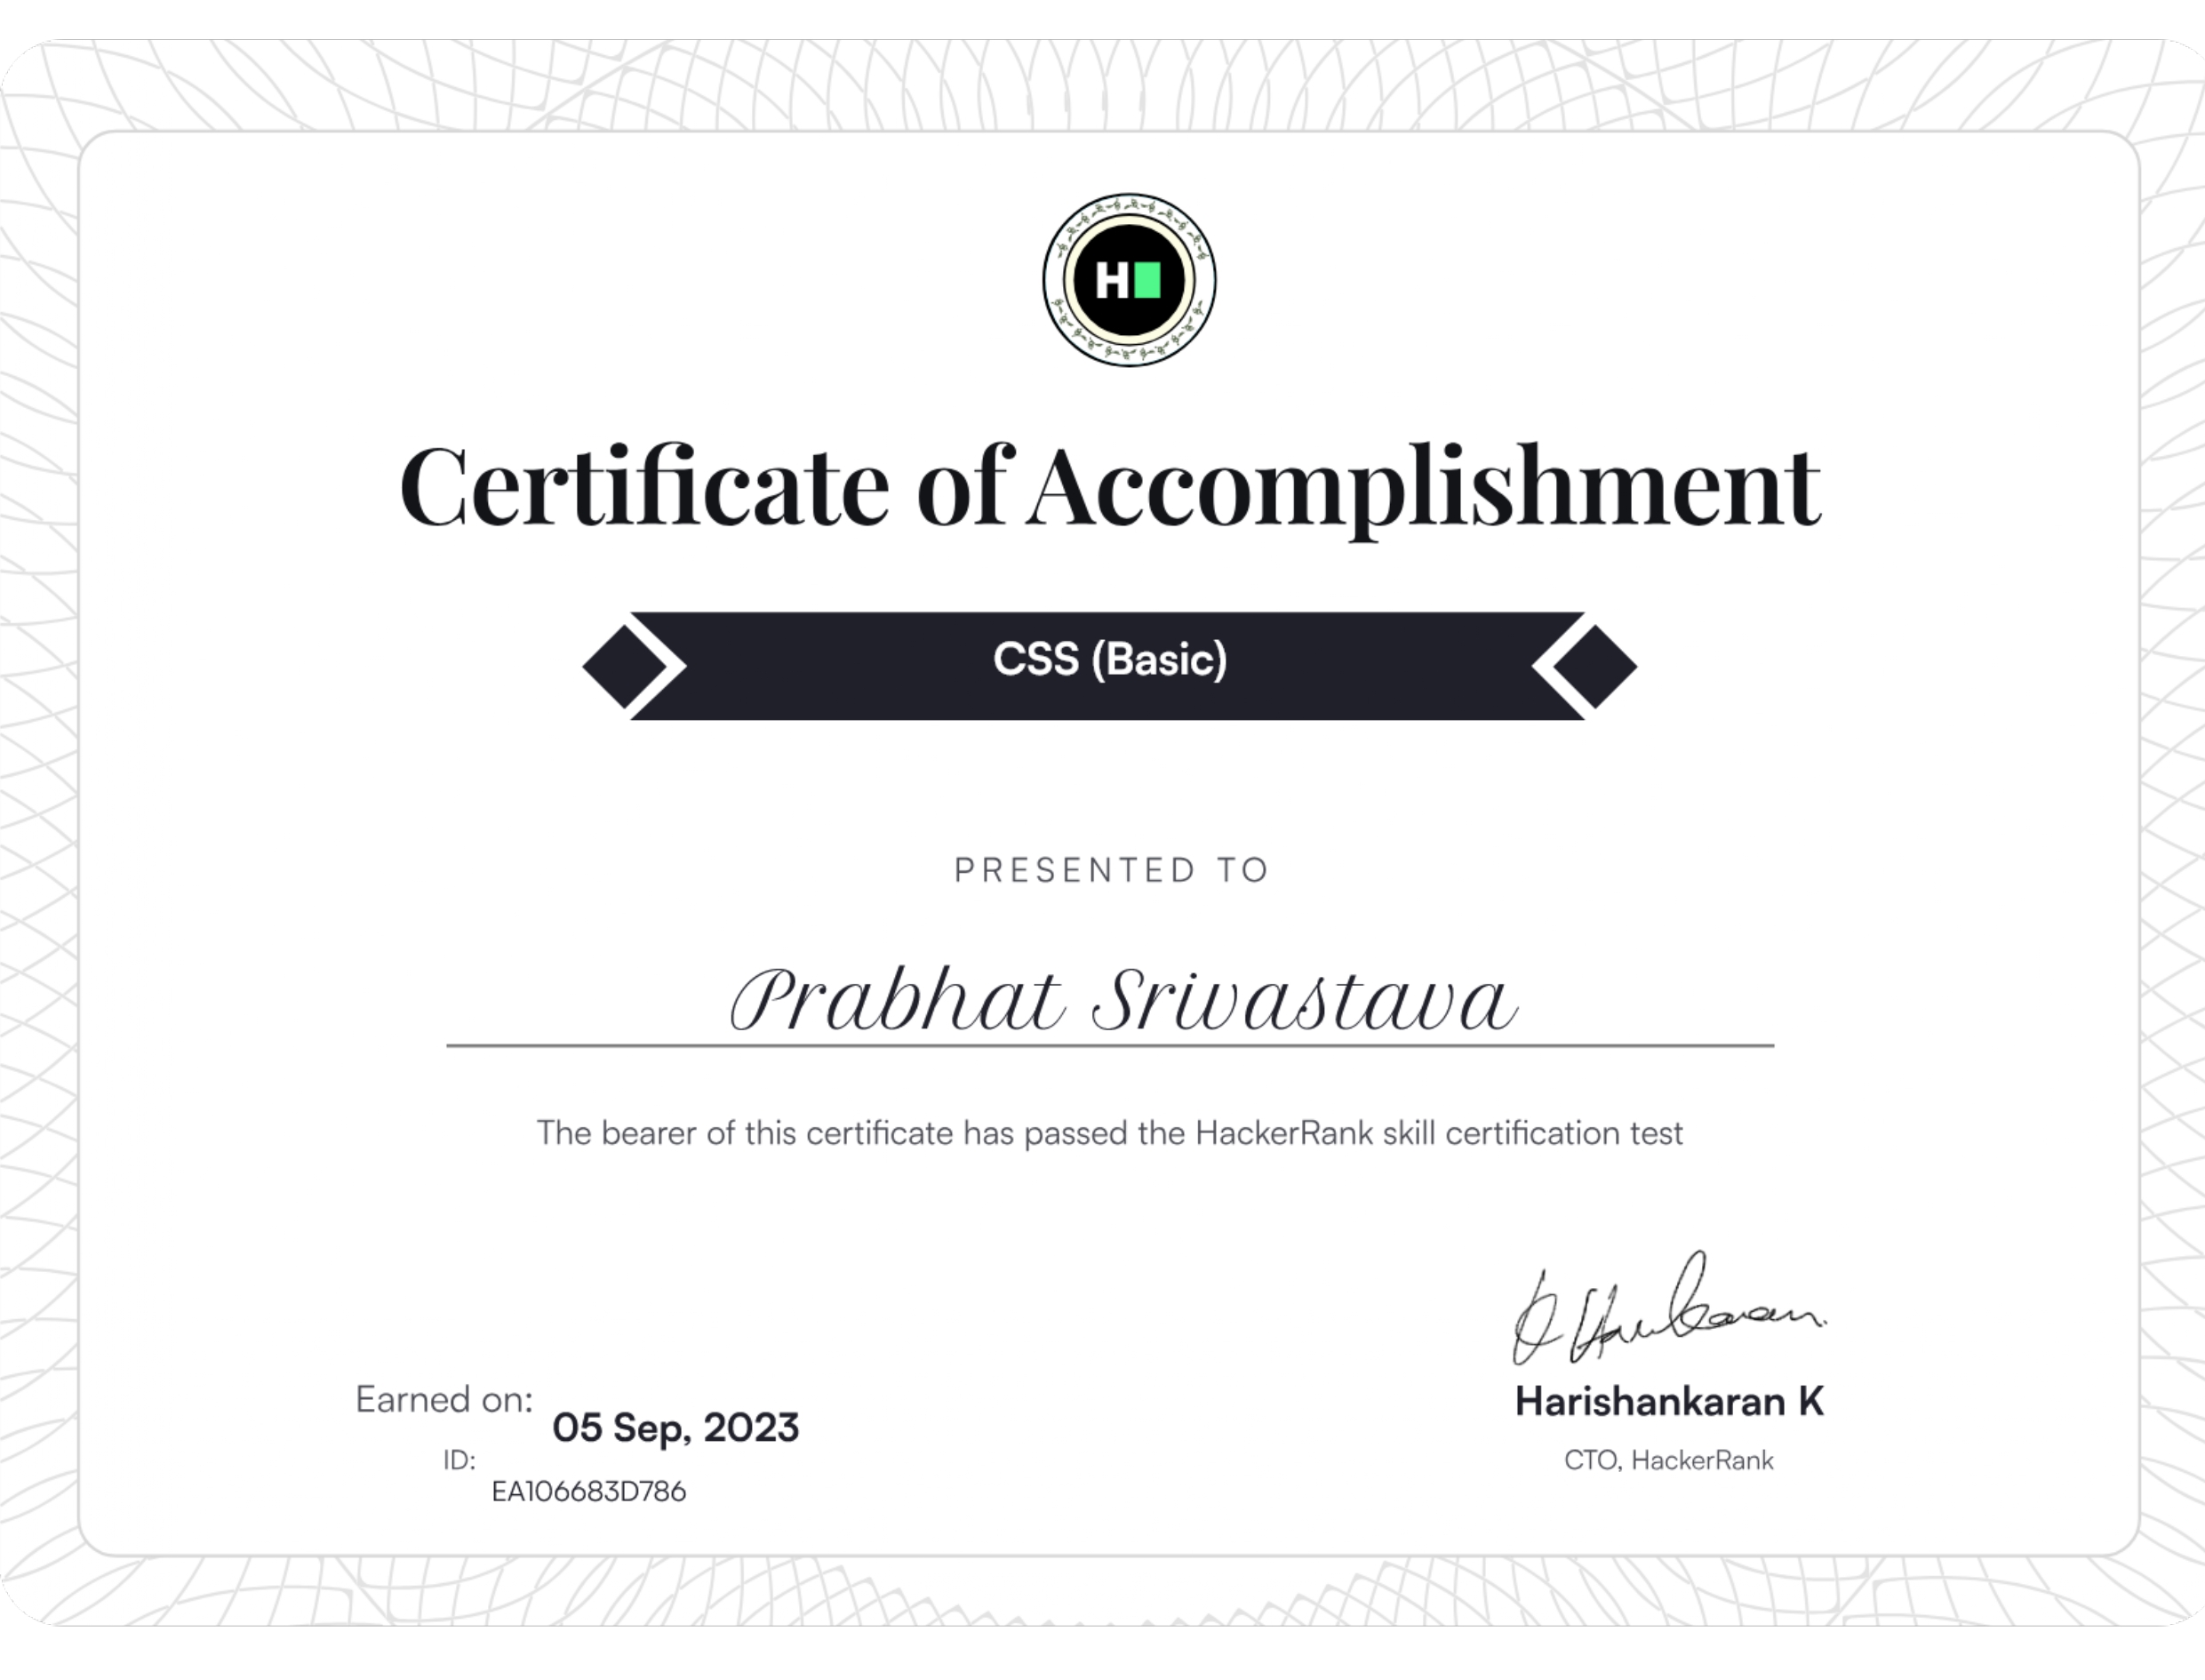 H
Certificate of Accomplishment
CSS (Basic)
PRESENTED TO
Prabhat Srivastava
The bearer of this certificate has passed the HackerRank skill certification test
Earned on: 05 Sep, 2023
ID: EA106683D786
Harishankaran K
CTO, HackerRank